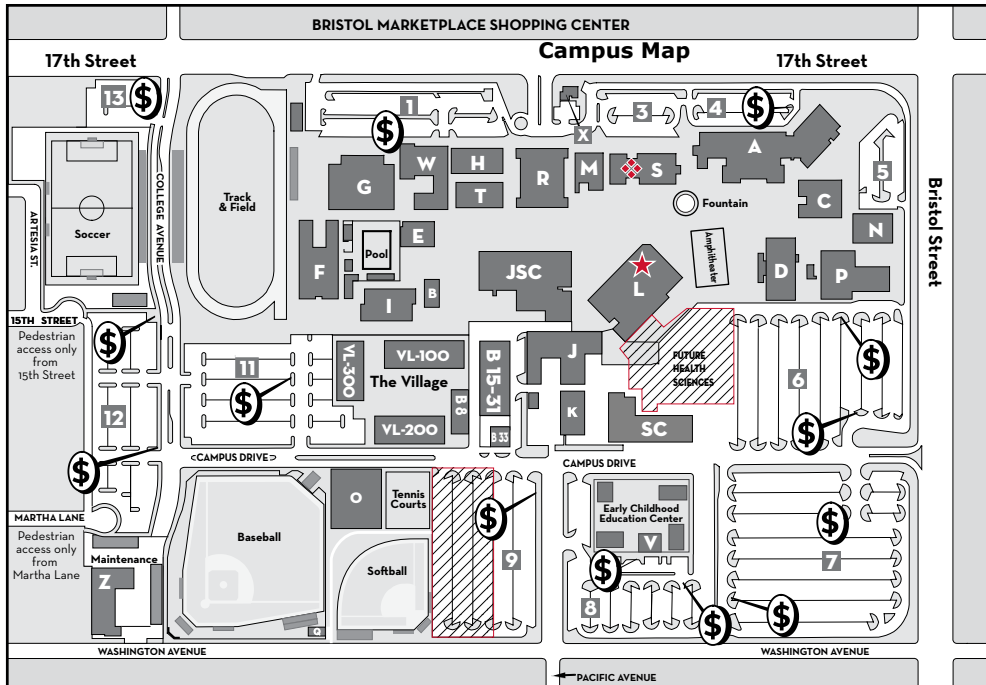 BRISTOL MARKETPLACE SHOPPING CENTER
17th Street
Campus Map
17th Street
13
$
1
$
3
4
$
X
5
Bristol Street
COLLEGE AVENUE
ARTESIA ST.
Soccer
Track
& Field
G
W
H
T
R
M
S
A
C
N
Fountain
Amphitheater
F
Pool
E
I
B
JSC
L
D
P
15TH STREET
Pedestrian
access only
from
15th Street
$
12
$
11
$
VL-300
VL-100
The Village
VL-200
B 8
B 15-31
B 33
J
K
SC
FUTURE
HEALTH
SCIENCES
6
$
$
CAMPUS DRIVE
CAMPUS DRIVE
MARTHA LANE
Pedestrian
access only
from
Martha Lane
Maintenance
Z
Baseball
O
Tennis
Courts
Softball
Q
9
$
Early Childhood
Education Center
V
$
8
$
7
$
$
WASHINGTON AVENUE
WASHINGTON AVENUE
PACIFIC AVENUE